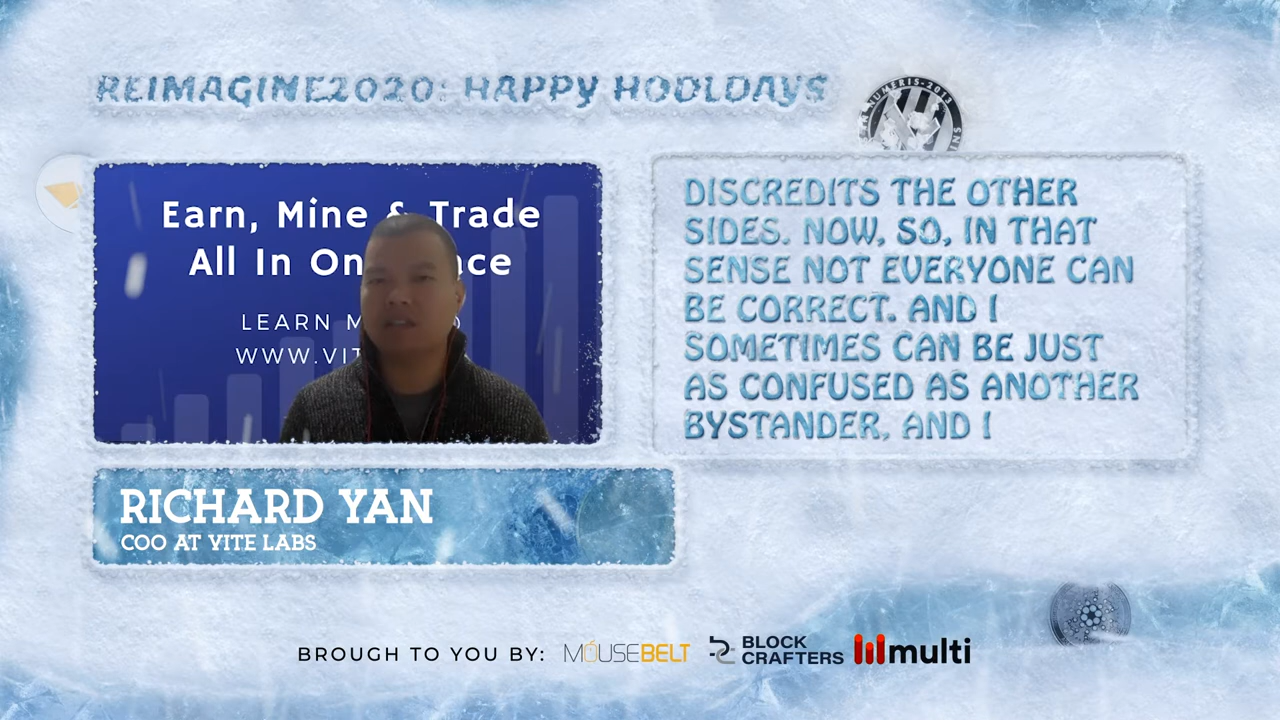 REIMAGINE2020: HAPPY HODLDAYS
Earn, Mine & Trade
All In On
LEARN
WWW.VIT
DISCREDITS THE OTHER
SIDES. NOW, SO, IN THAT
SENSE NOT EVERYONE CAN
BE CORRECT. AND I
SOMETIMES CAN BE JUST
AS CONFUSED AS ANOTHER
BYSTANDER, AND I
RICHARD YAN
COO AT VITE LABS
BROUGH TO YOU BY:
MOUSEBELT
BLOCK
CRAFTERS
multi